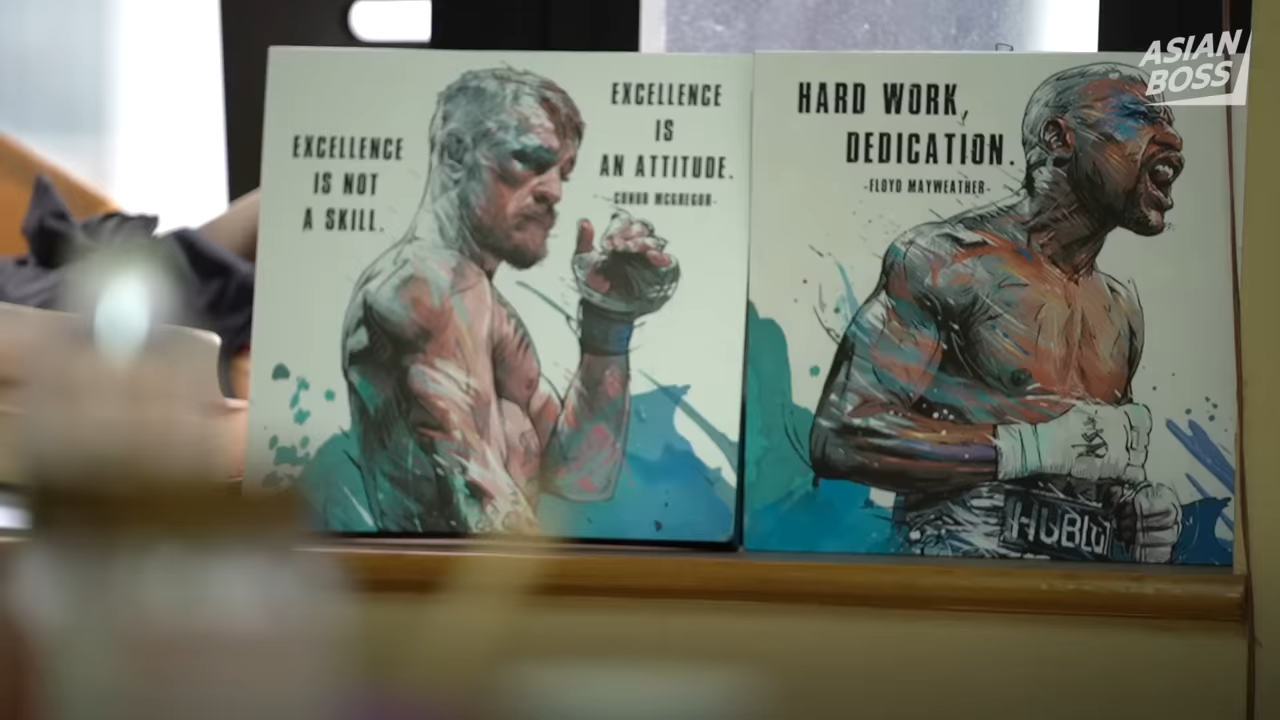 EXCELLENCE
IS NOT
A SKILL.
EXCELLENCE
IS
AN ATTITUDE.
-CONOR MCGREGOR-
HARD WORK,
DEDICATION.
-FLOYD MAYWEATHER-
HUBLOT
ASIAN
BOSS